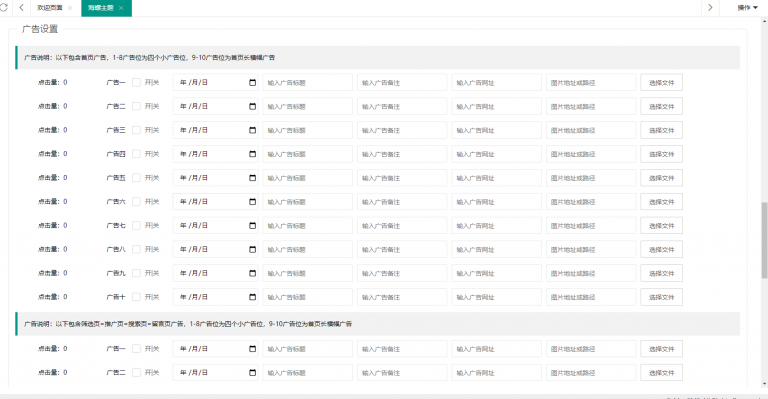 欢迎页面 海螺主题 操作
广告设置
广告说明：以下包含首页广告，1-8广告位为四个小广告位，9-10广告位为首页长横幅广告
点击量：0 广告一 开|关 年 /月/日 输入广告标题 输入广告备注 输入广告网址 图片地址或路径 选择文件
点击量：0 广告二 开|关 年 /月/日 输入广告标题 输入广告备注 输入广告网址 图片地址或路径 选择文件
点击量：0 广告三 开|关 年 /月/日 输入广告标题 输入广告备注 输入广告网址 图片地址或路径 选择文件
点击量：0 广告四 开|关 年 /月/日 输入广告标题 输入广告备注 输入广告网址 图片地址或路径 选择文件
点击量：0 广告五 开|关 年 /月/日 输入广告标题 输入广告备注 输入广告网址 图片地址或路径 选择文件
点击量：0 广告六 开|关 年 /月/日 输入广告标题 输入广告备注 输入广告网址 图片地址或路径 选择文件
点击量：0 广告七 开|关 年 /月/日 输入广告标题 输入广告备注 输入广告网址 图片地址或路径 选择文件
点击量：0 广告八 开|关 年 /月/日 输入广告标题 输入广告备注 输入广告网址 图片地址或路径 选择文件
点击量：0 广告九 开|关 年 /月/日 输入广告标题 输入广告备注 输入广告网址 图片地址或路径 选择文件
点击量：0 广告十 开|关 年 /月/日 输入广告标题 输入广告备注 输入广告网址 图片地址或路径 选择文件
广告说明：以下包含筛选页+推广页+搜索页+留言页广告，1-8广告位为四个小广告位，9-10广告位为首页长横幅广告
点击量：0 广告一 开|关 年 /月/日 输入广告标题 输入广告备注 输入广告网址 图片地址或路径 选择文件
点击量：0 广告二 开|关 年 /月/日 输入广告标题 输入广告备注 输入广告网址 图片地址或路径 选择文件